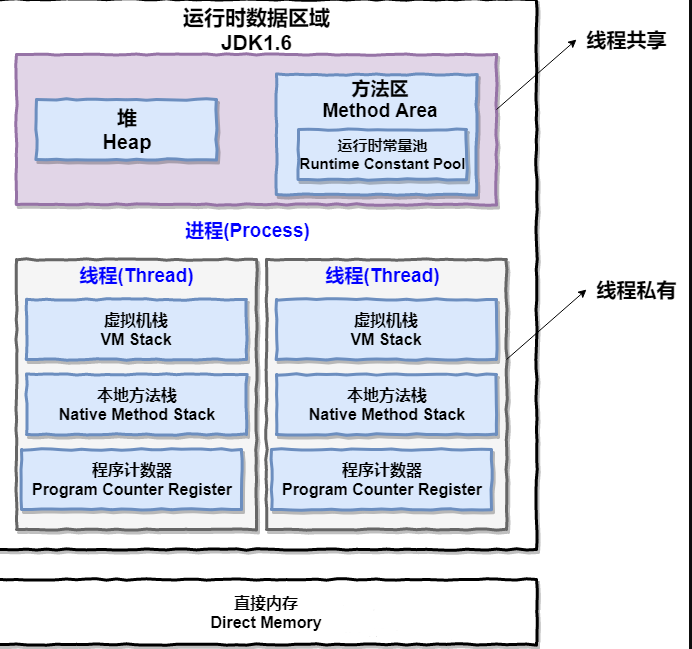 运行时数据区域
JDK1.6
线程共享
堆
Heap
方法区
Method Area
运行时常量池
Runtime Constant Pool
进程(Process)
线程(Thread)
虚拟机栈
VM Stack
本地方法栈
Native Method Stack
程序计数器
Program Counter Register
线程(Thread)
虚拟机栈
VM Stack
本地方法栈
Native Method Stack
程序计数器
Program Counter Register
线程私有
直接内存
Direct Memory